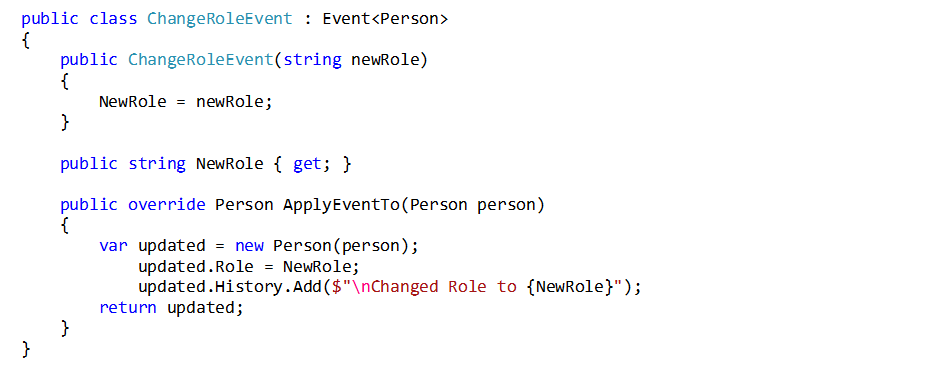 public class ChangeRoleEvent : Event<Person>
{
    public ChangeRoleEvent(string newRole)
    {
        NewRole = newRole;
    }

    public string NewRole { get; }

    public override Person ApplyEventTo(Person person)
    {
        var updated = new Person(person);
            updated.Role = NewRole;
            updated.History.Add($"\nChanged Role to {NewRole}");
        return updated;
    }
}